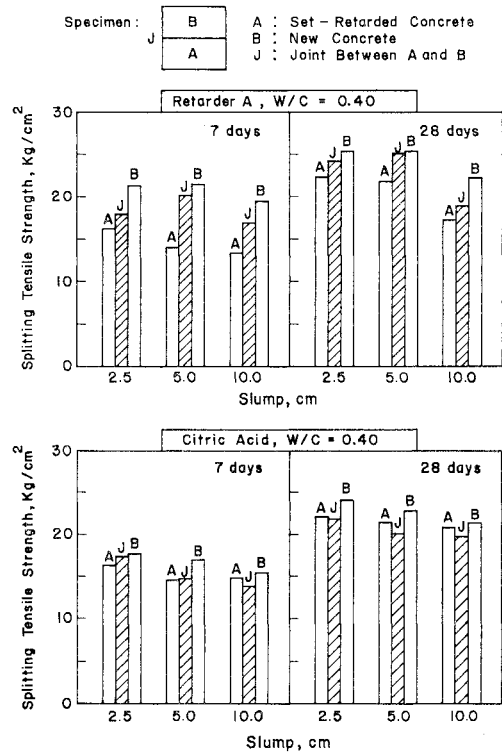 Specimen: B A : Set-Retarded Concrete
J B : New Concrete
A J : Joint Between A and B
Retarder A, W/C = 0.40
Splitting Tensile Strength, Kg/cm²
30
20
10
0
7 days
A J B
A J B
A J B
2.5 5.0 10.0
28 days
A J B
A J B
A J B
2.5 5.0 10.0
Slump, cm
Citric Acid, W/C = 0.40
Splitting Tensile Strength, Kg/cm²
30
20
10
0
7 days
A J B
A J B
A J B
2.5 5.0 10.0
28 days
A J B
A J B
A J B
2.5 5.0 10.0
Slump, cm